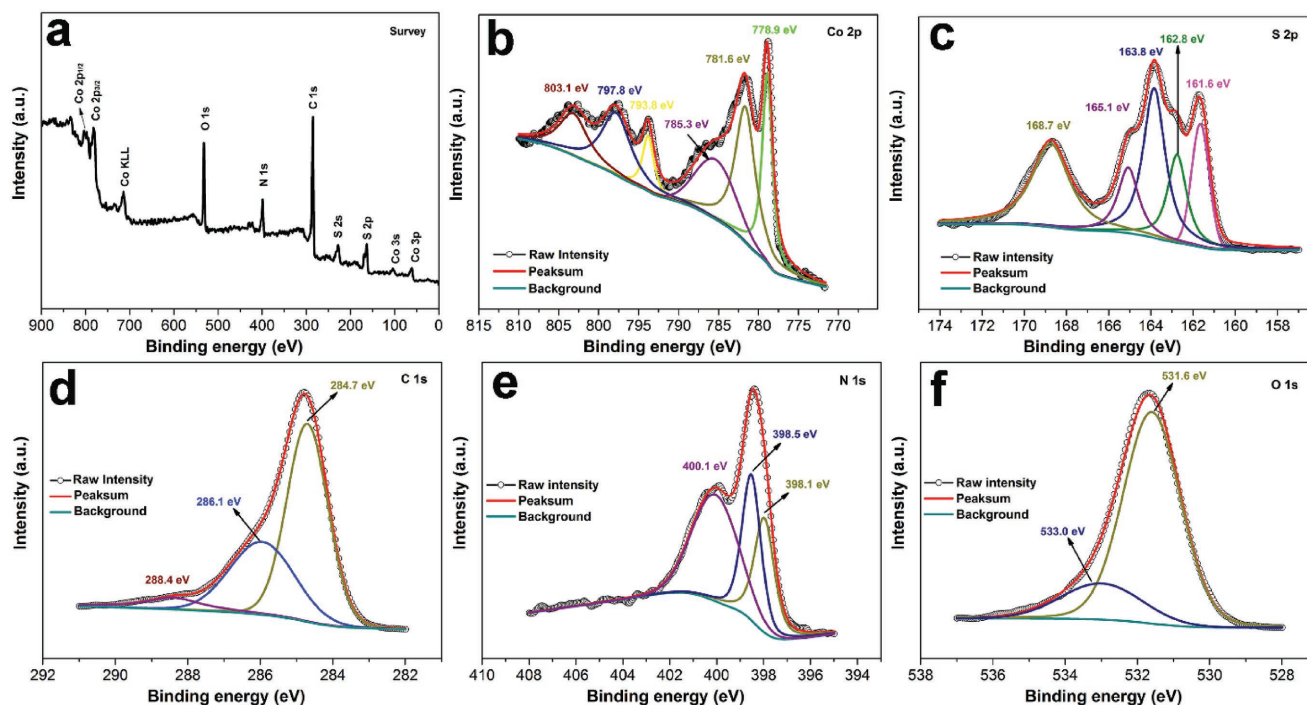 a
Survey
Co 2p1/2
Co 2p3/2
Co KLL
O 1s
N 1s
C 1s
S 2s
S 2p
Co 3s
Co 3p
Intensity (a.u.)
900 800 700 600 500 400 300 200 100 0
Binding energy (eV)
b
Co 2p
778.9 eV
781.6 eV
803.1 eV
797.8 eV
793.8 eV
785.3 eV
Raw Intensity
Peaksum
Background
Intensity (a.u.)
815 810 805 800 795 790 785 780 775 770
Binding energy (eV)
c
S 2p
162.8 eV
163.8 eV
161.6 eV
165.1 eV
168.7 eV
Raw intensity
Peaksum
Background
Intensity (a.u.)
174 172 170 168 166 164 162 160 158
Binding energy (eV)
d
C 1s
284.7 eV
286.1 eV
288.4 eV
Raw Intensity
Peaksum
Background
Intensity (a.u.)
292 290 288 286 284 282
Binding energy (eV)
e
N 1s
398.5 eV
400.1 eV
398.1 eV
Raw intensity
Peaksum
Background
Intensity (a.u.)
410 408 406 404 402 400 398 396 394
Binding energy (eV)
f
O 1s
531.6 eV
533.0 eV
Raw intensity
Peaksum
Background
Intensity (a.u.)
538 536 534 532 530 528
Binding energy (eV)